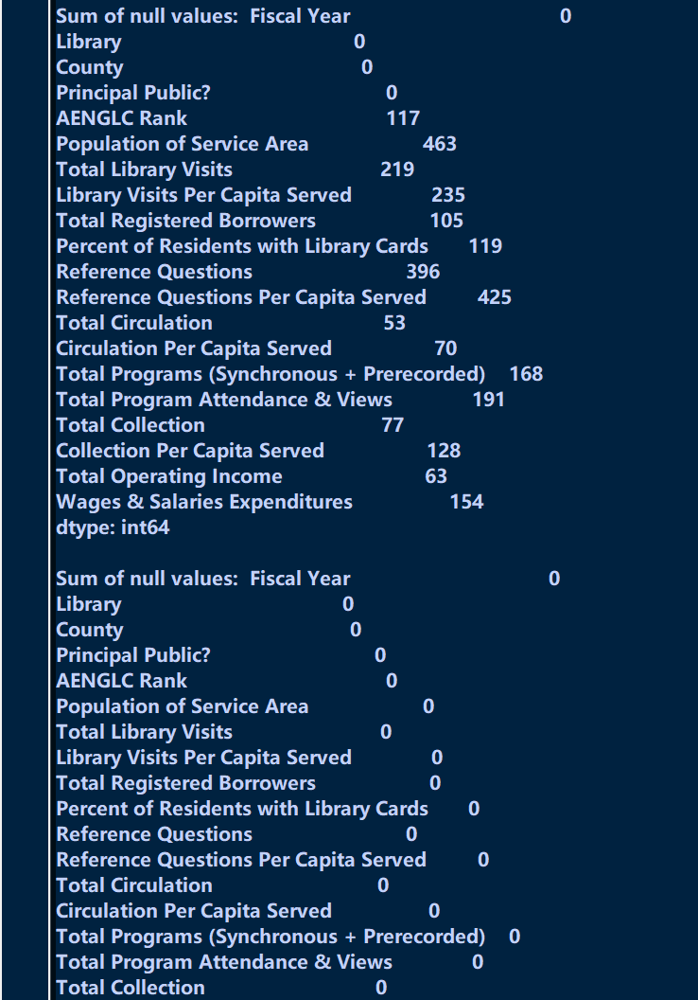 Sum of null values:  Fiscal Year 0
Library 0
County 0
Principal Public? 0
AENGLC Rank 117
Population of Service Area 463
Total Library Visits 219
Library Visits Per Capita Served 235
Total Registered Borrowers 105
Percent of Residents with Library Cards 119
Reference Questions 396
Reference Questions Per Capita Served 425
Total Circulation 53
Circulation Per Capita Served 70
Total Programs (Synchronous + Prerecorded) 168
Total Program Attendance & Views 191
Total Collection 77
Collection Per Capita Served 128
Total Operating Income 63
Wages & Salaries Expenditures 154
dtype: int64
Sum of null values:  Fiscal Year 0
Library 0
County 0
Principal Public? 0
AENGLC Rank 0
Population of Service Area 0
Total Library Visits 0
Library Visits Per Capita Served 0
Total Registered Borrowers 0
Percent of Residents with Library Cards 0
Reference Questions 0
Reference Questions Per Capita Served 0
Total Circulation 0
Circulation Per Capita Served 0
Total Programs (Synchronous + Prerecorded) 0
Total Program Attendance & Views 0
Total Collection 0